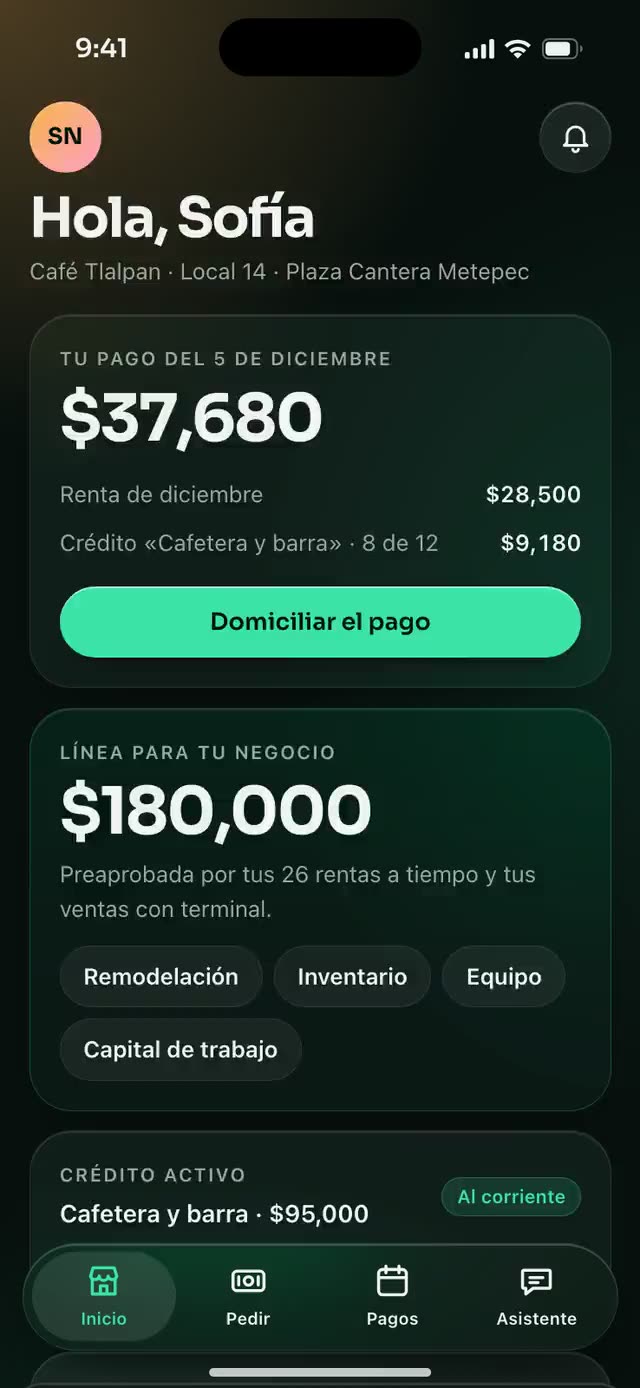 9:41
SN
Hola, Sofía
Café Tlalpan · Local 14 · Plaza Cantera Metepec
TU PAGO DEL 5 DE DICIEMBRE
$37,680
Renta de diciembre $28,500
Crédito «Cafetera y barra» · 8 de 12 $9,180
Domiciliar el pago
LÍNEA PARA TU NEGOCIO
$180,000
Preaprobada por tus 26 rentas a tiempo y tus
ventas con terminal.
Remodelación Inventario Equipo
Capital de trabajo
CRÉDITO ACTIVO
Al corriente
Cafetera y barra · $95,000
Inicio Pedir Pagos Asistente